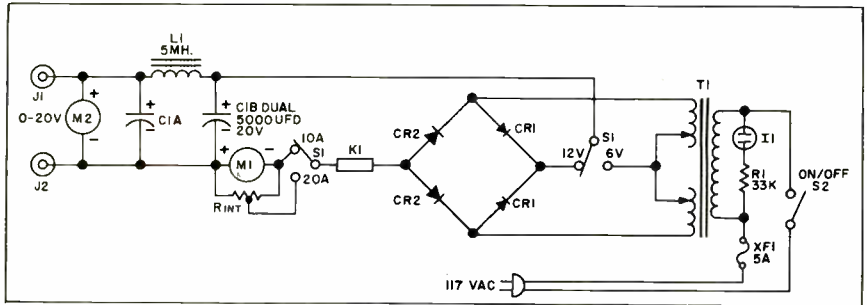 L1
5MH.
J1
0-20V
M2
+
-
+
-
C1A
+
-
C1B DUAL
5000UFD
20V
+
M1
-
RINT
10A
S1
20A
K1
J2
CR2
CR1
CR2
CR1
S1
12V
6V
T1
I1
R1
33K
ON/OFF
S2
XF1
5A
117 VAC